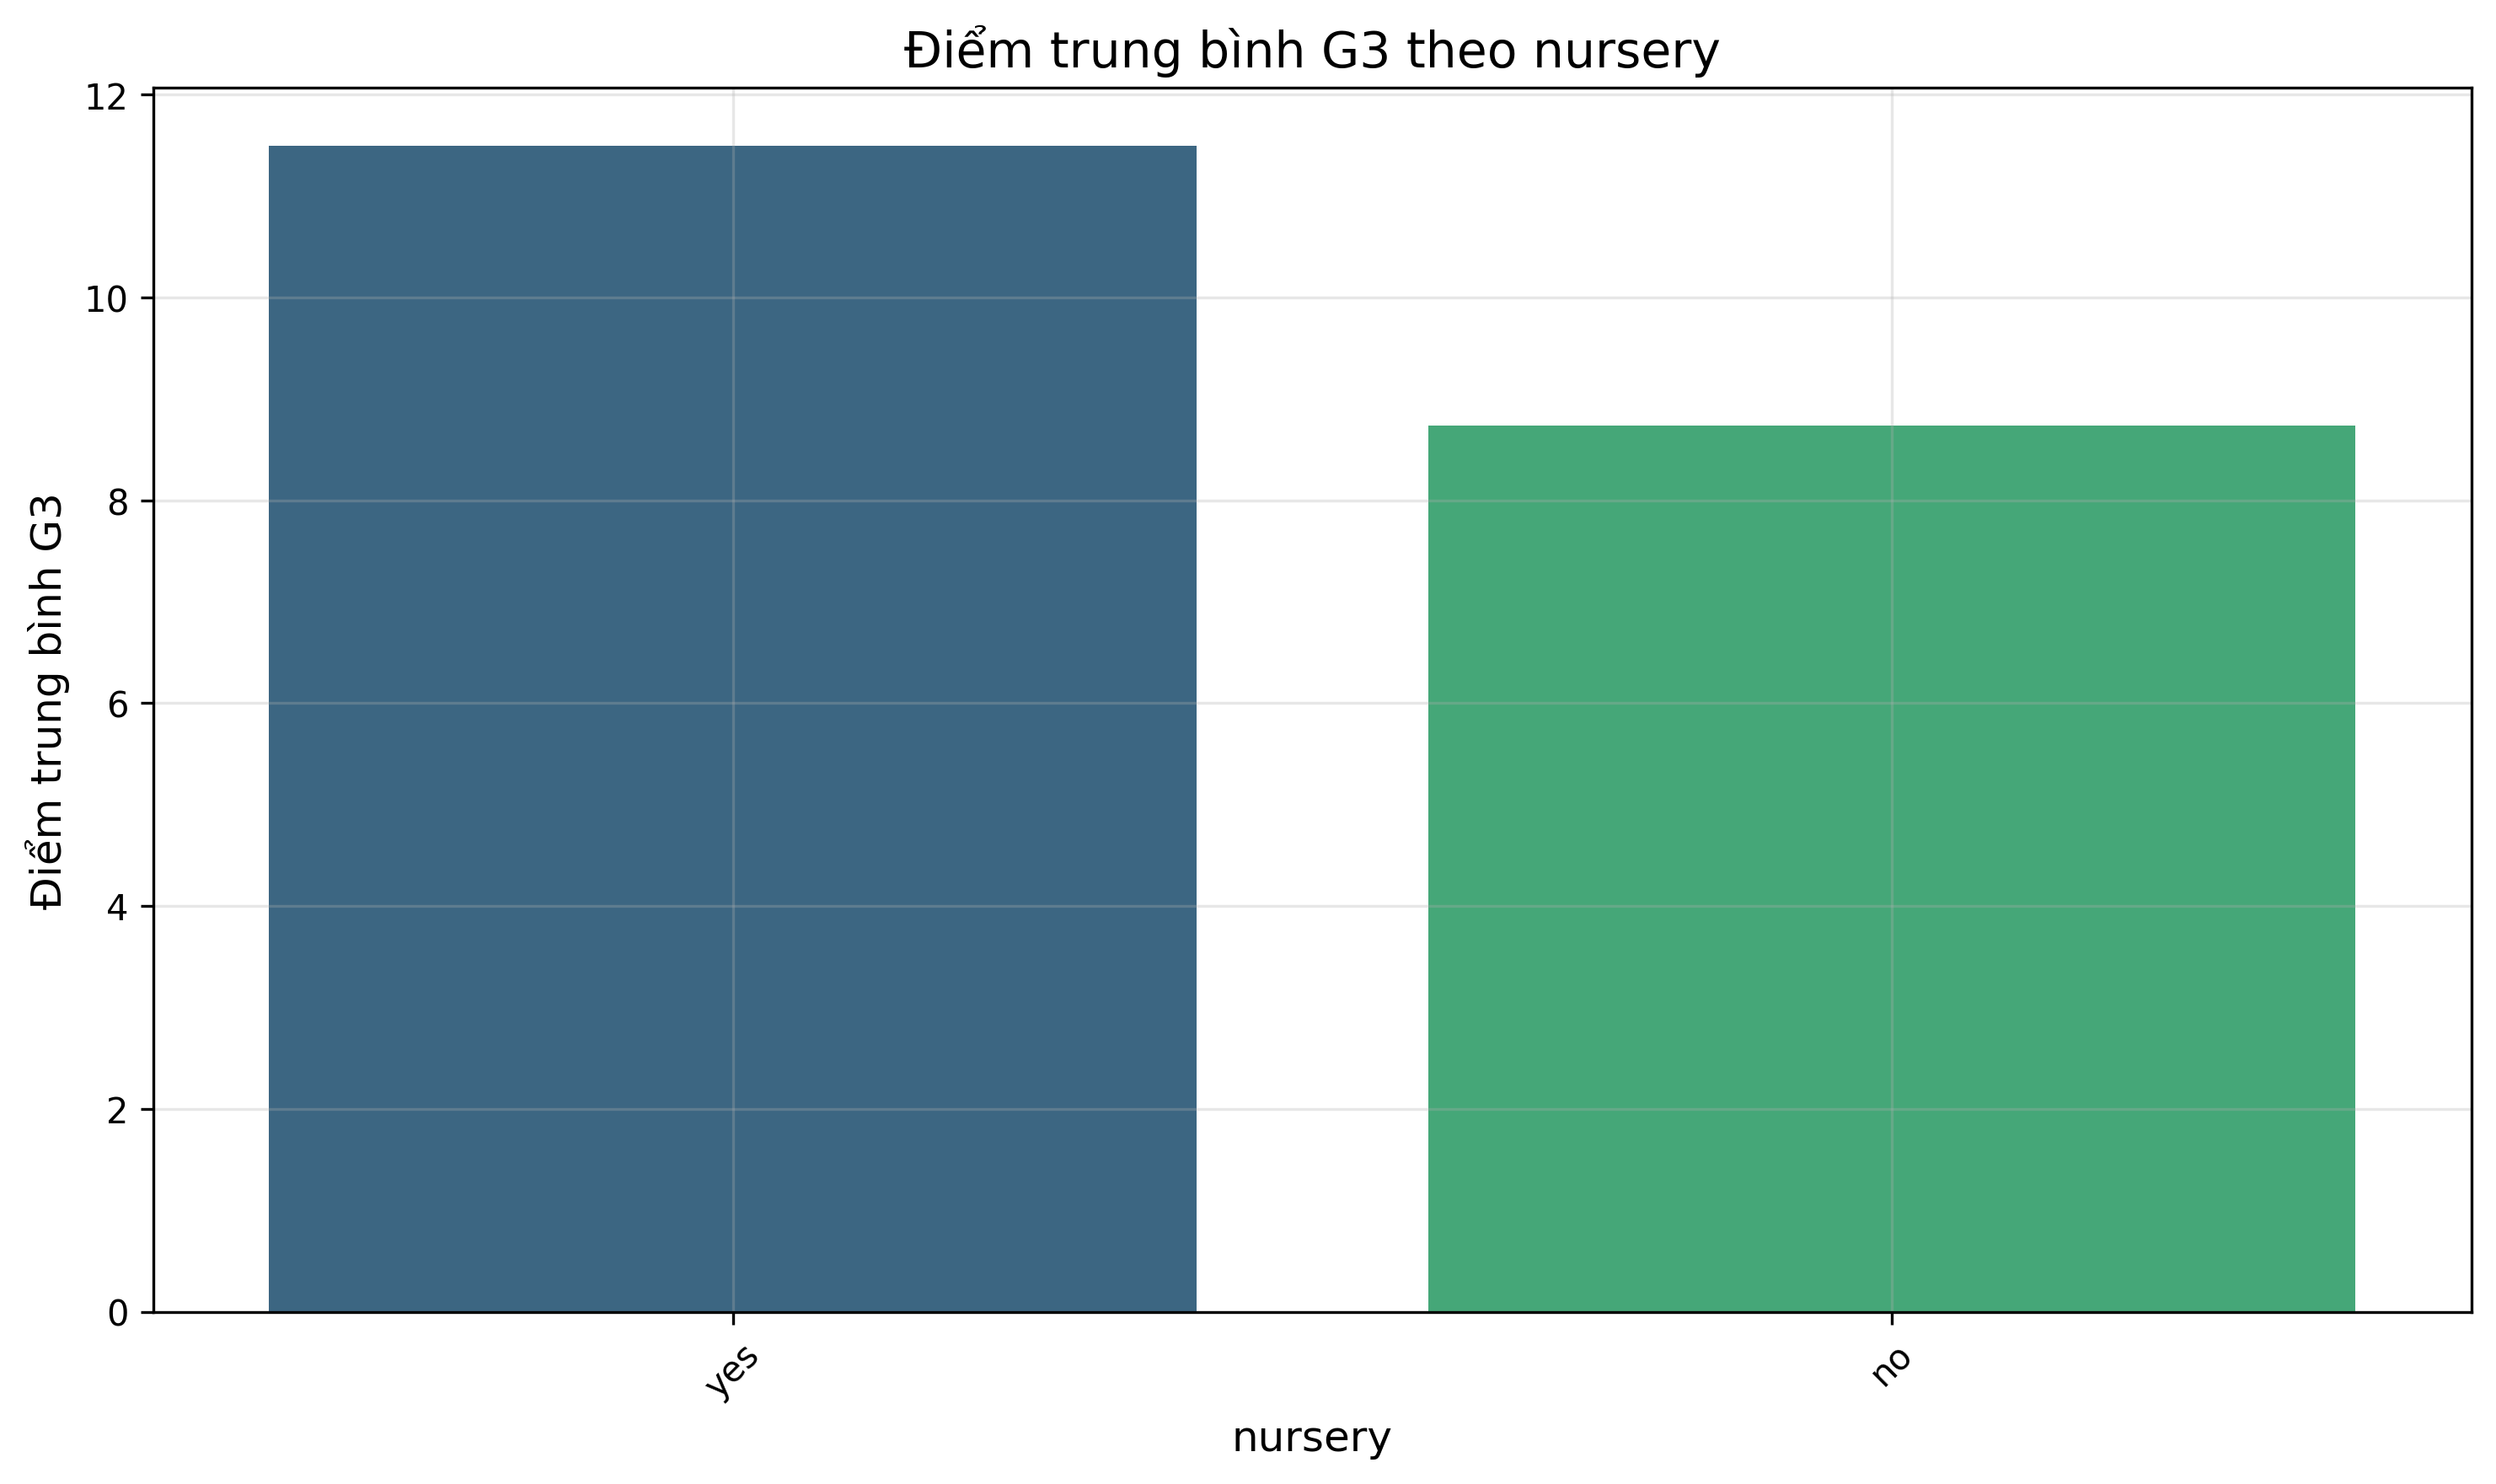 Điểm trung bình G3 theo nursery
Điểm trung bình G3
12
10
8
6
4
2
0
yes
no
nursery